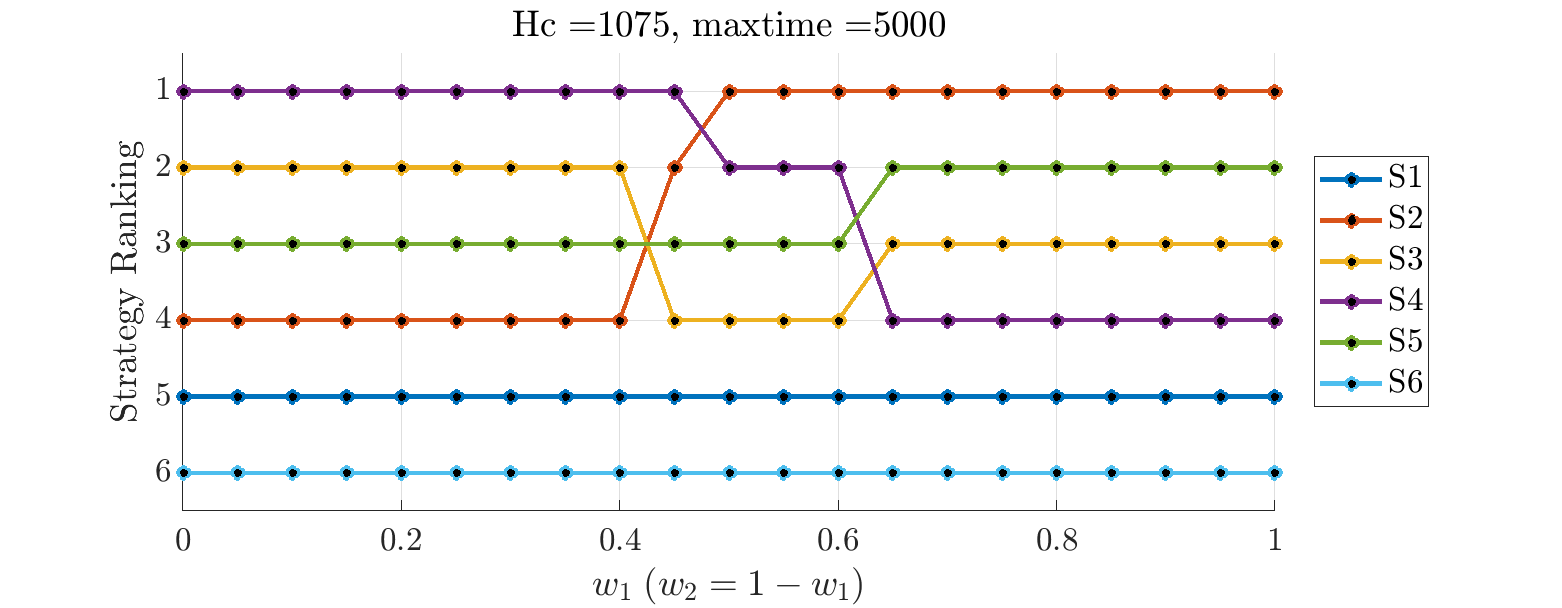 Hc =1075, maxtime =5000
Strategy Ranking
1
2
3
4
5
6
0 0.2 0.4 0.6 0.8 1
w₁ (w₂ = 1 − w₁)
S1
S2
S3
S4
S5
S6